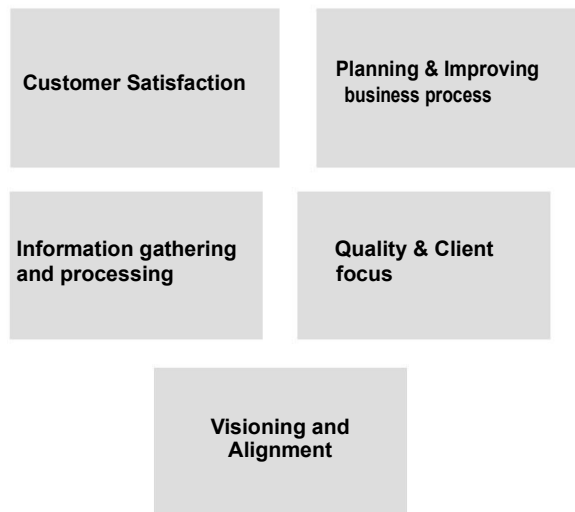 Customer Satisfaction
Planning & Improving
business process
Information gathering
and processing
Quality & Client
focus
Visioning and
Alignment